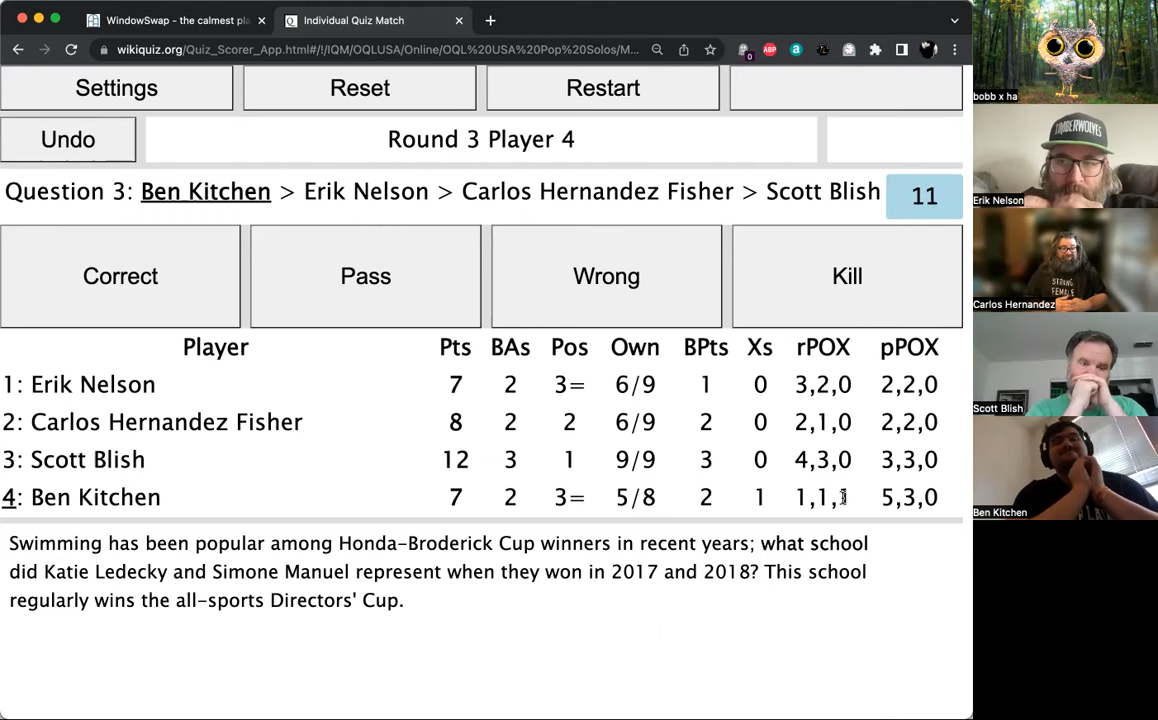 WindowSwap - the calmest pl
Individual Quiz Match
wikiquiz.org/Quiz_Scorer_App.html#!/IQM/OQLUSA/Online/OQL%20USA%20Pop%20Solos/M...
0
ABP
a
Settings Reset Restart
Undo Round 3 Player 4
Question 3: Ben Kitchen > Erik Nelson > Carlos Hernandez Fisher > Scott Blish 11
Correct Pass Wrong Kill
Player Pts BAs Pos Own BPts Xs rPOX pPOX
1: Erik Nelson 7 2 3= 6/9 1 0 3,2,0 2,2,0
2: Carlos Hernandez Fisher 8 2 2 6/9 2 0 2,1,0 2,2,0
3: Scott Blish 12 3 1 9/9 3 0 4,3,0 3,3,0
4: Ben Kitchen 7 2 3= 5/8 2 1 1,1, 5,3,0
Swimming has been popular among Honda-Broderick Cup winners in recent years; what school
did Katie Ledecky and Simone Manuel represent when they won in 2017 and 2018? This school
regularly wins the all-sports Directors' Cup.
bobb x ha
TIMBERWOLVES
Erik Nelson
STRONG
FEMALE
Carlos Hernandez
Scott Blish
Ben Kitchen